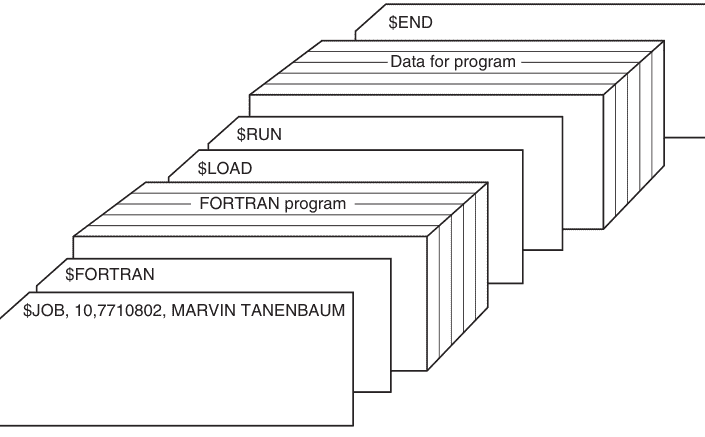 $END
Data for program
$RUN
$LOAD
FORTRAN program
$FORTRAN
$JOB, 10,7710802, MARVIN TANENBAUM